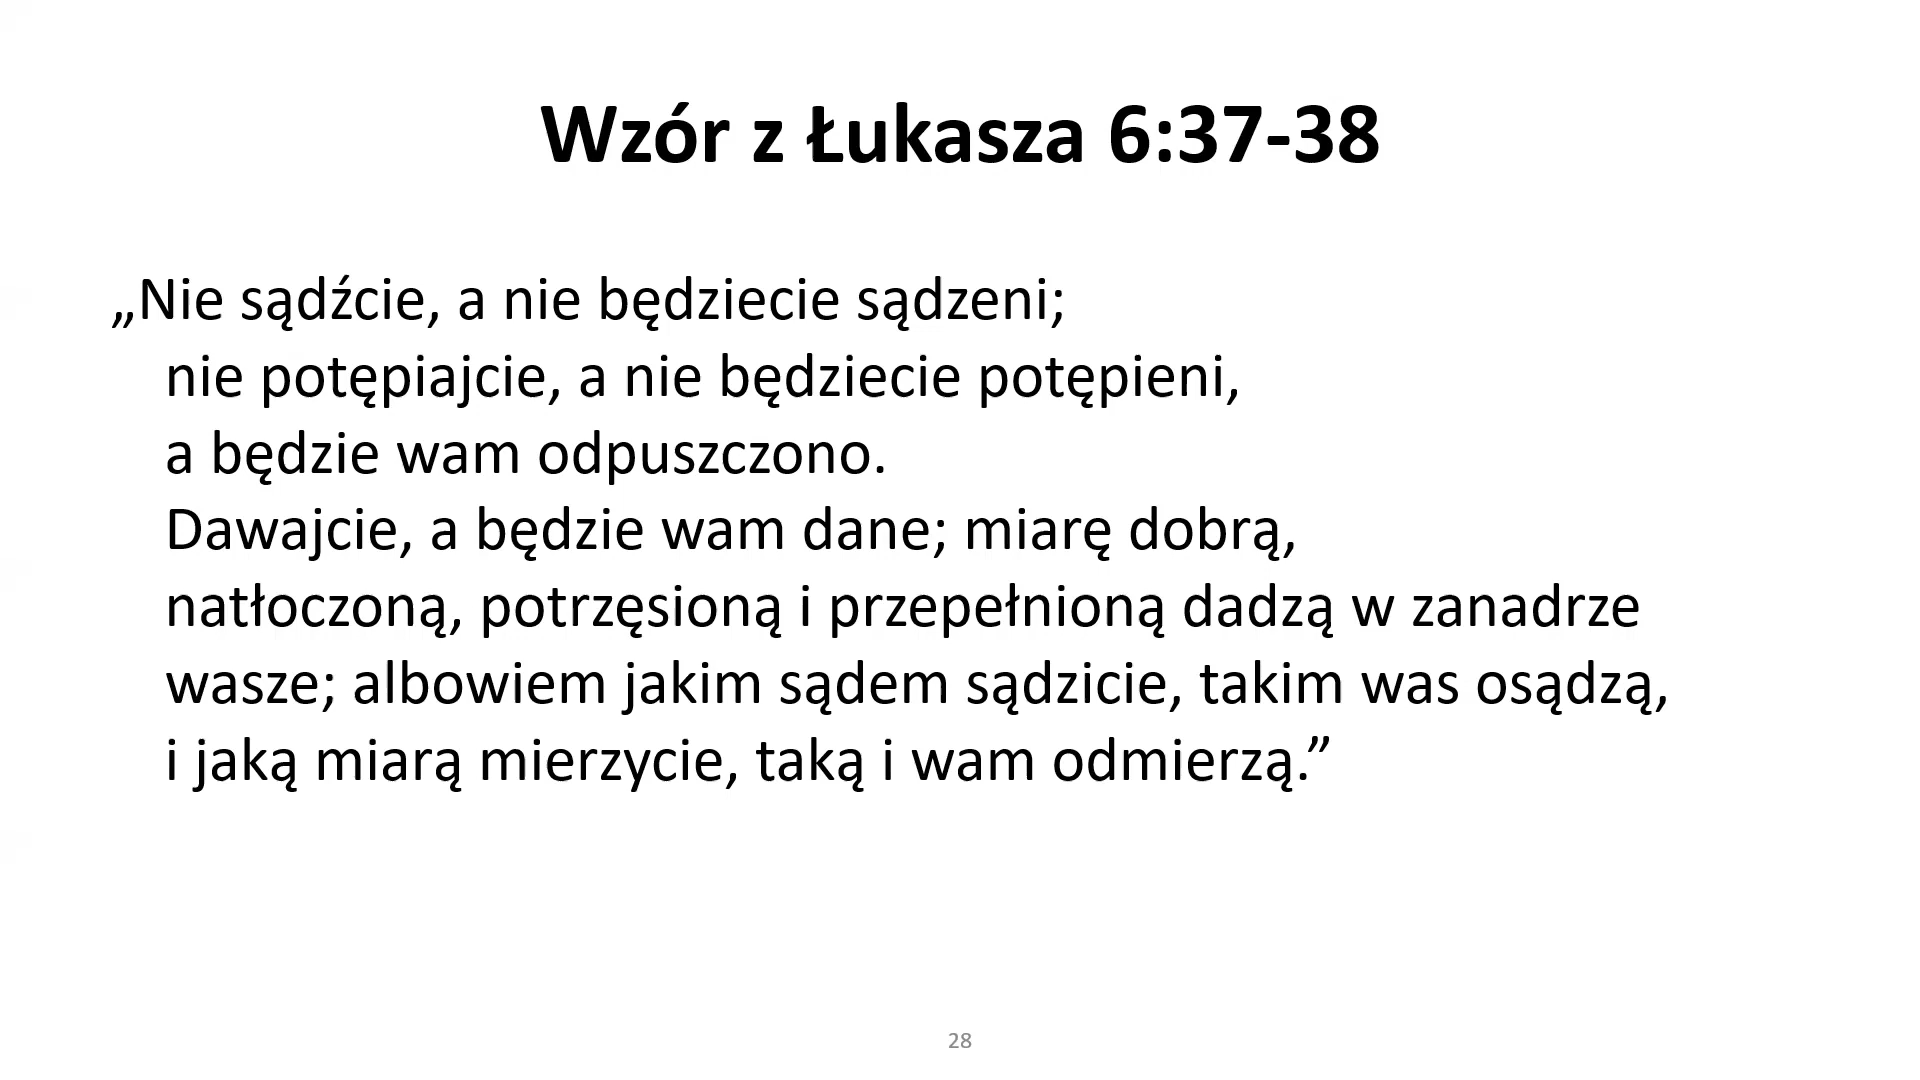 Wzór z Łukasza 6:37-38
„Nie sądźcie, a nie będziecie sądzeni;
nie potępiajcie, a nie będziecie potępieni,
a będzie wam odpuszczono.
Dawajcie, a będzie wam dane; miarę dobrą,
natłoczoną, potrzęsioną i przepełnioną dadzą w zanadrze
wasze; albowiem jakim sądem sądzicie, takim was osądzą,
i jaką miarą mierzycie, taką i wam odmierzą.”
28